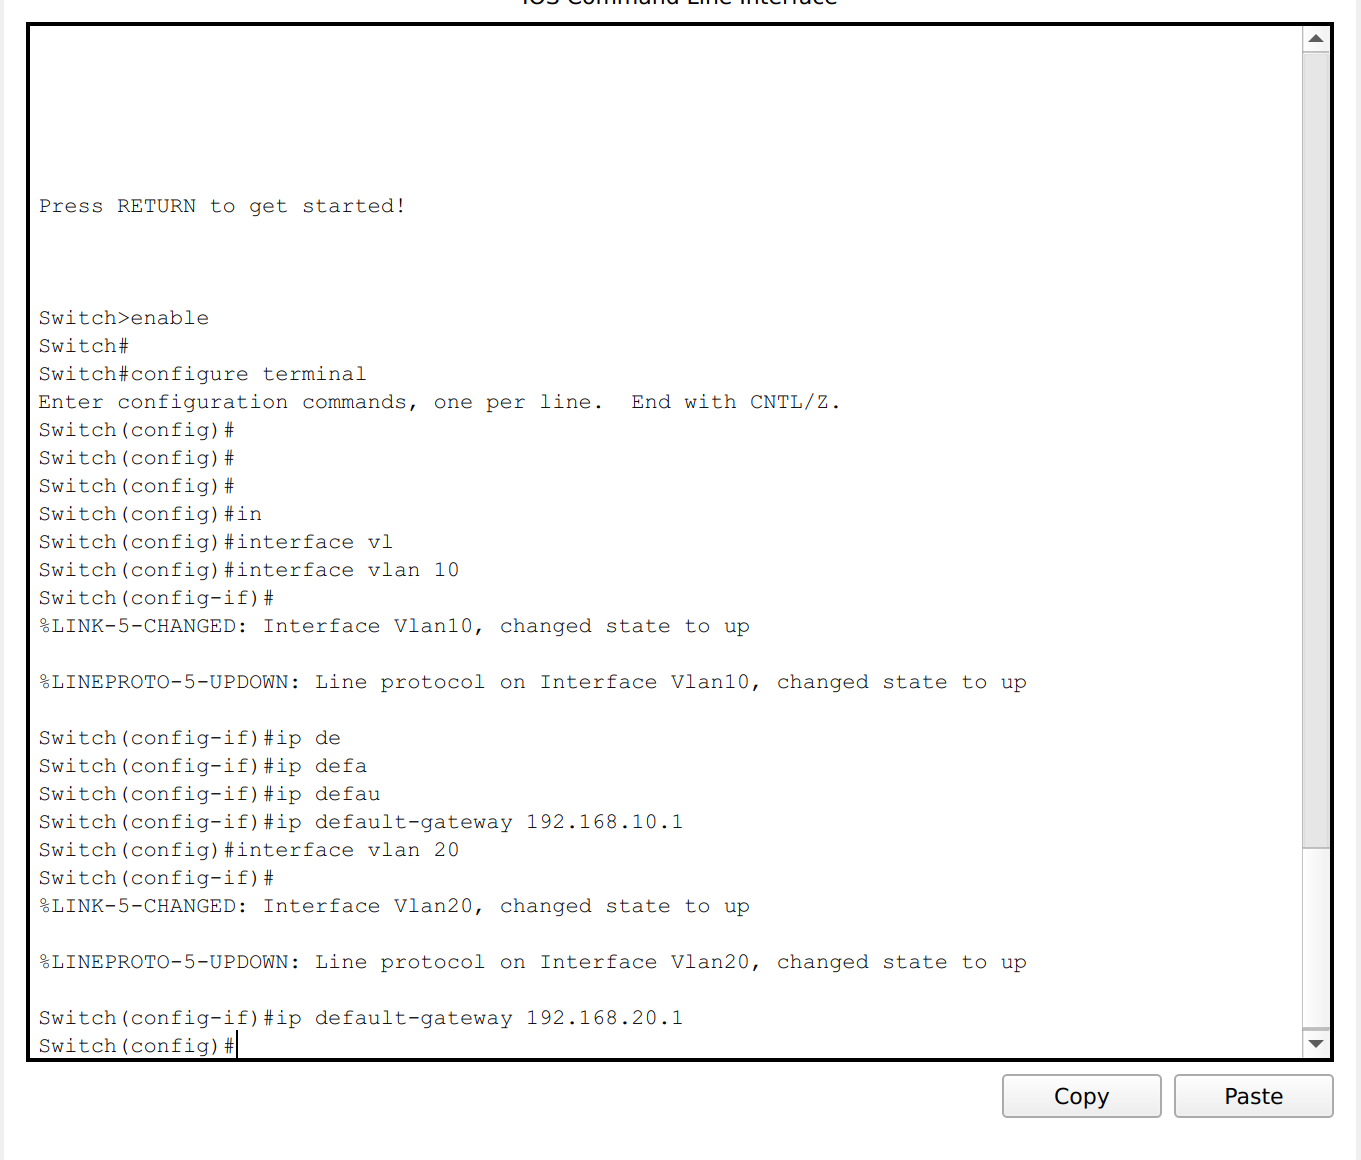 IOS Command Line Interface
Press RETURN to get started!
Switch>enable
Switch#
Switch#configure terminal
Enter configuration commands, one per line.  End with CNTL/Z.
Switch(config)#
Switch(config)#
Switch(config)#
Switch(config)#in
Switch(config)#interface vl
Switch(config)#interface vlan 10
Switch(config-if)#
%LINK-5-CHANGED: Interface Vlan10, changed state to up
%LINEPROTO-5-UPDOWN: Line protocol on Interface Vlan10, changed state to up
Switch(config-if)#ip de
Switch(config-if)#ip defa
Switch(config-if)#ip defau
Switch(config-if)#ip default-gateway 192.168.10.1
Switch(config)#interface vlan 20
Switch(config-if)#
%LINK-5-CHANGED: Interface Vlan20, changed state to up
%LINEPROTO-5-UPDOWN: Line protocol on Interface Vlan20, changed state to up
Switch(config-if)#ip default-gateway 192.168.20.1
Switch(config)#
Copy
Paste